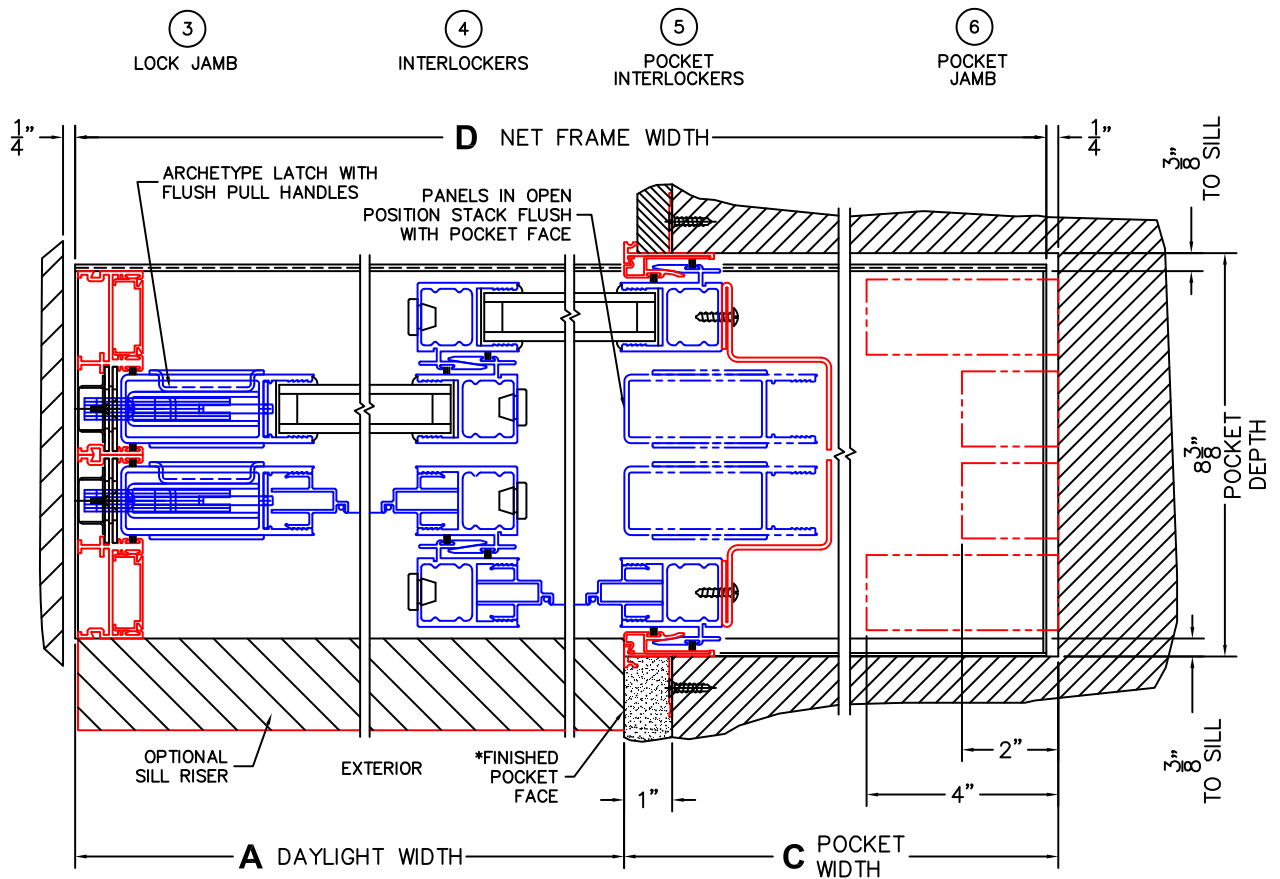 3
LOCK JAMB
4
INTERLOCKERS
5
POCKET
INTERLOCKERS
6
POCKET
JAMB
1/4"
D NET FRAME WIDTH
1/4"
3/8"
TO SILL
ARCHETYPE LATCH WITH
FLUSH PULL HANDLES
PANELS IN OPEN
POSITION STACK FLUSH
WITH POCKET FACE
8 3/8"
POCKET
DEPTH
OPTIONAL
SILL RISER
EXTERIOR
*FINISHED
POCKET
FACE
1"
2"
4"
3/8"
TO SILL
A DAYLIGHT WIDTH
C POCKET
WIDTH